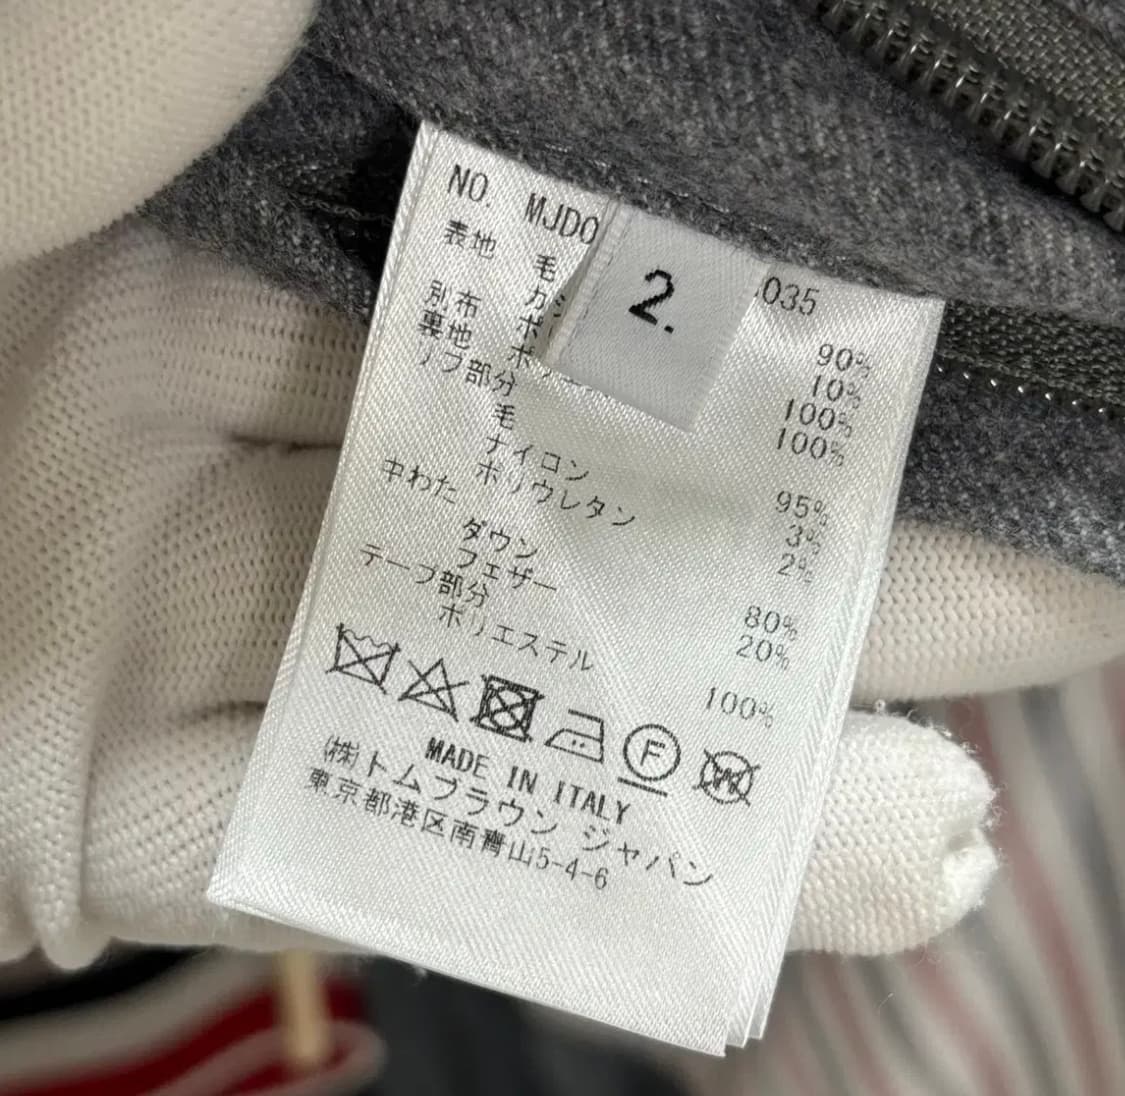 NO. MJD0
2.
035
表地 毛 90%
10%
別布 100%
裏地 100%
リブ部分
毛 95%
ナイロン 3%
ポリウレタン 2%
中わた
ダウン 80%
フェザー 20%
テープ部分
ポリエステル 100%
F
MADE IN ITALY
(株)トムブラウン ジャパン
東京都港区南青山5-4-6